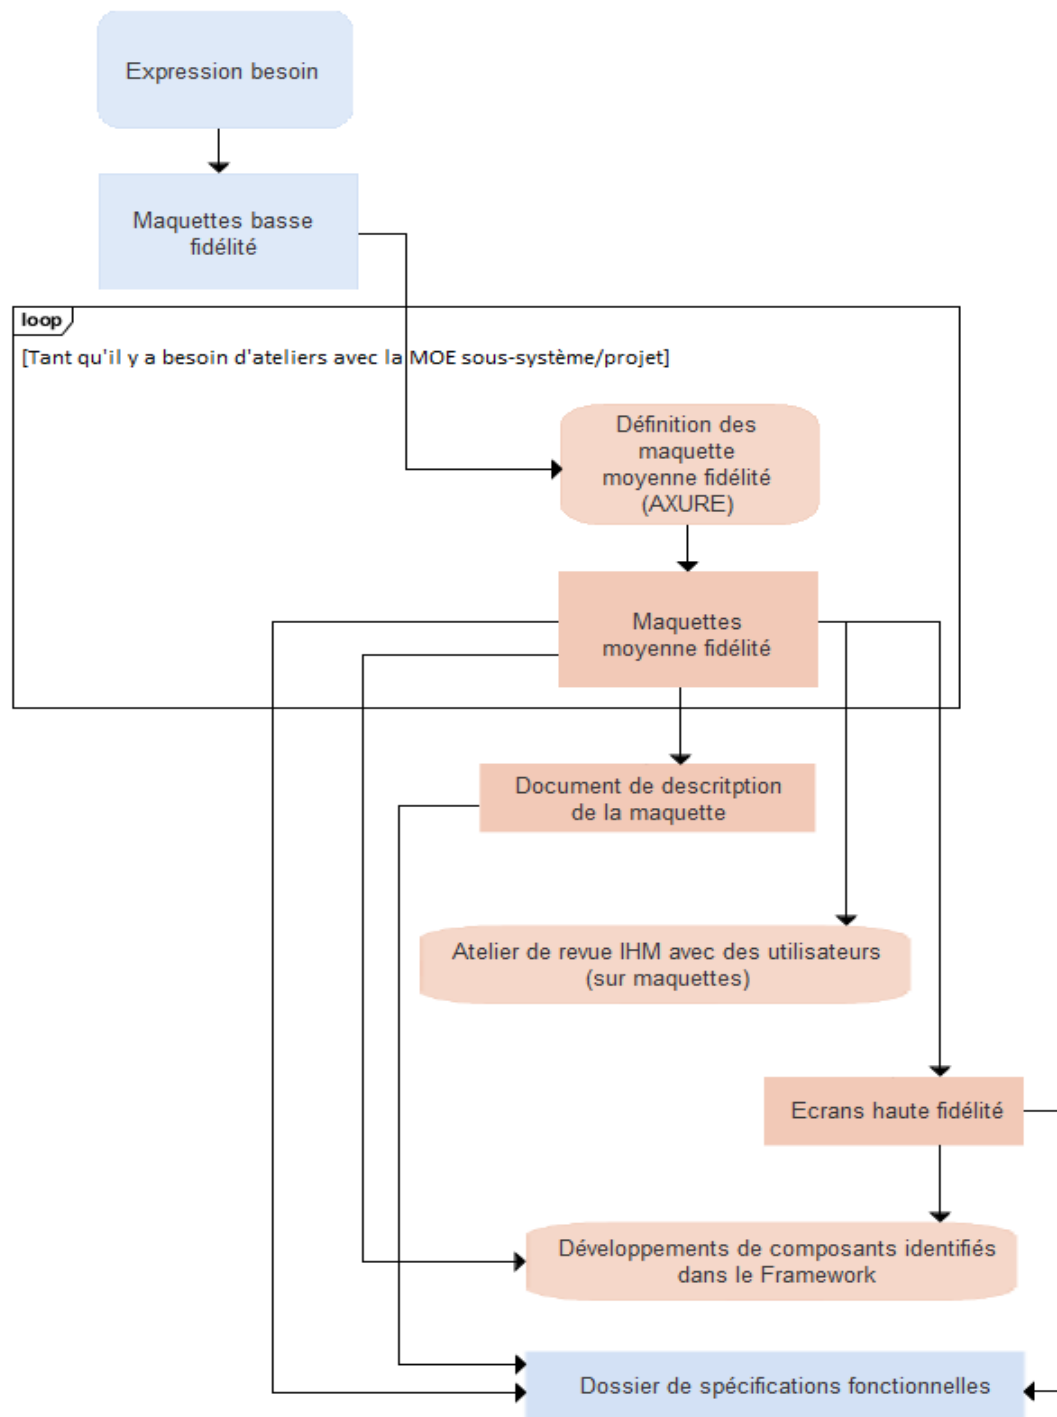 Expression besoin
Maquettes basse
fidélité
loop
[Tant qu'il y a besoin d'ateliers avec la MOE sous-système/projet]
Définition des
maquette
moyenne fidélité
(AXURE)
Maquettes
moyenne fidélité
Document de descritption
de la maquette
Atelier de revue IHM avec des utilisateurs
(sur maquettes)
Ecrans haute fidélité
Développements de composants identifiés
dans le Framework
Dossier de spécifications fonctionnelles